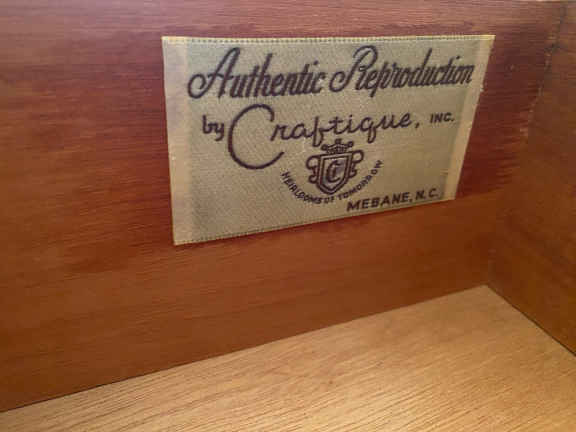 Authentic Reproduction
by Craftique, INC.
C
HEIRLOOMS OF TOMORROW
MEBANE, N.C.